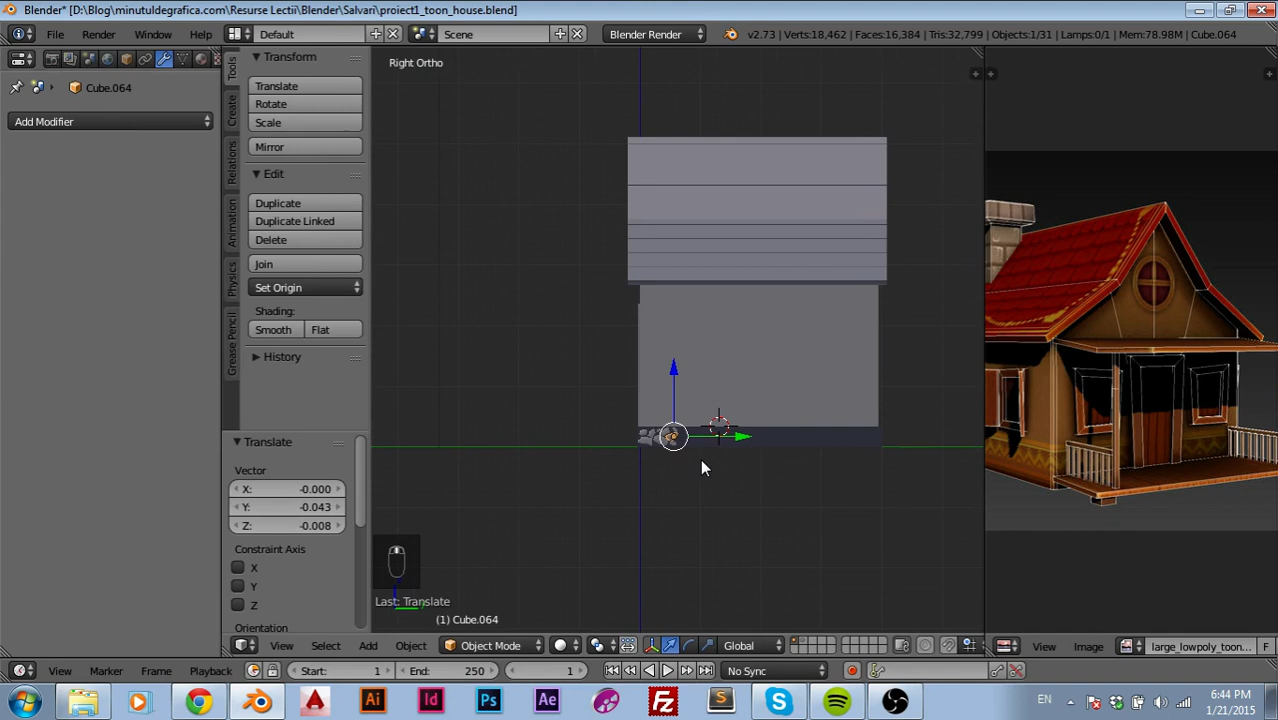 Blender* [D:\Blog\minutuldegrafica.com\Resurse Lectii\Blender\Salvari\proiect1_toon_house.blend]
File Render Window Help Default Scene Blender Render v2.73 | Verts:18,462 | Faces:16,384 | Tris:32,799 | Objects:1/31 | Lamps:0/1 | Mem:78.98M | Cube.064
Cube.064
Add Modifier
Tools
Create
Relations
Animation
Physics
Grease Pencil
Transform
Translate
Rotate
Scale
Mirror
Edit
Duplicate
Duplicate Linked
Delete
Join
Set Origin
Shading:
Smooth Flat
History
Translate
Vector
X: -0.000
Y: -0.043
Z: -0.008
Constraint Axis
X
Y
Z
Orientation
Right Ortho
Last: Translate
(1) Cube.064
View Select Add Object Object Mode Global
View Image large_lowpoly_toon... F
View Marker Frame Playback Start: 1 End: 250 1 No Sync
Ai Id Ps Ae Fz S
EN
6:44 PM
1/21/2015